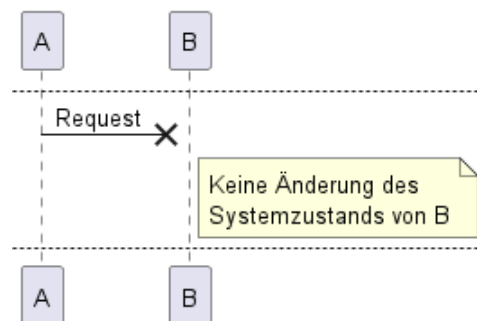 A
B
Request
Keine Änderung des
Systemzustands von B
A
B